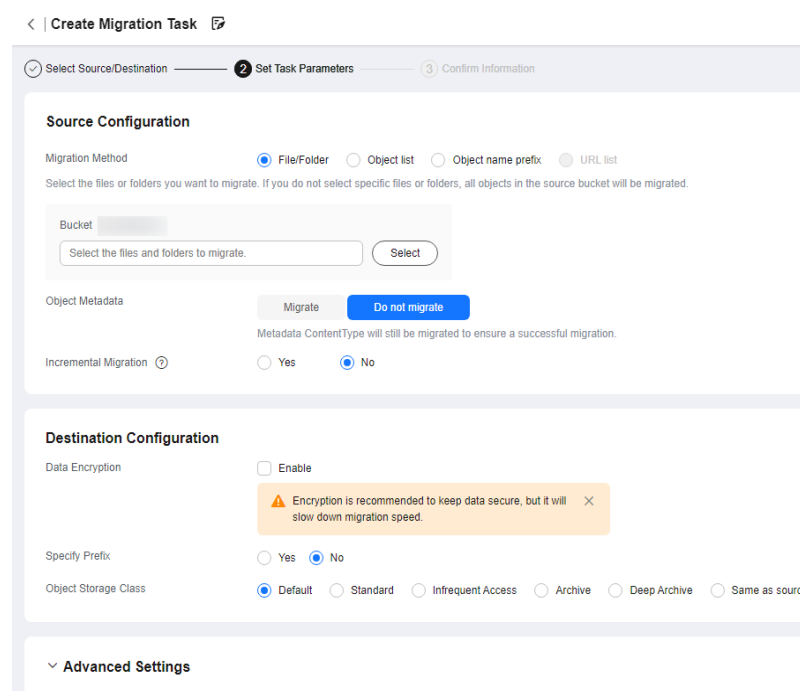 Create Migration Task
Select Source/Destination 2 Set Task Parameters 3 Confirm Information
Source Configuration
Migration Method File/Folder Object list Object name prefix URL list
Select the files or folders you want to migrate. If you do not select specific files or folders, all objects in the source bucket will be migrated.
Bucket
Select the files and folders to migrate. Select
Object Metadata Migrate Do not migrate
Metadata ContentType will still be migrated to ensure a successful migration.
Incremental Migration ? Yes No
Destination Configuration
Data Encryption Enable
Encryption is recommended to keep data secure, but it will
slow down migration speed.
Specify Prefix Yes No
Object Storage Class Default Standard Infrequent Access Archive Deep Archive Same as sourc
Advanced Settings